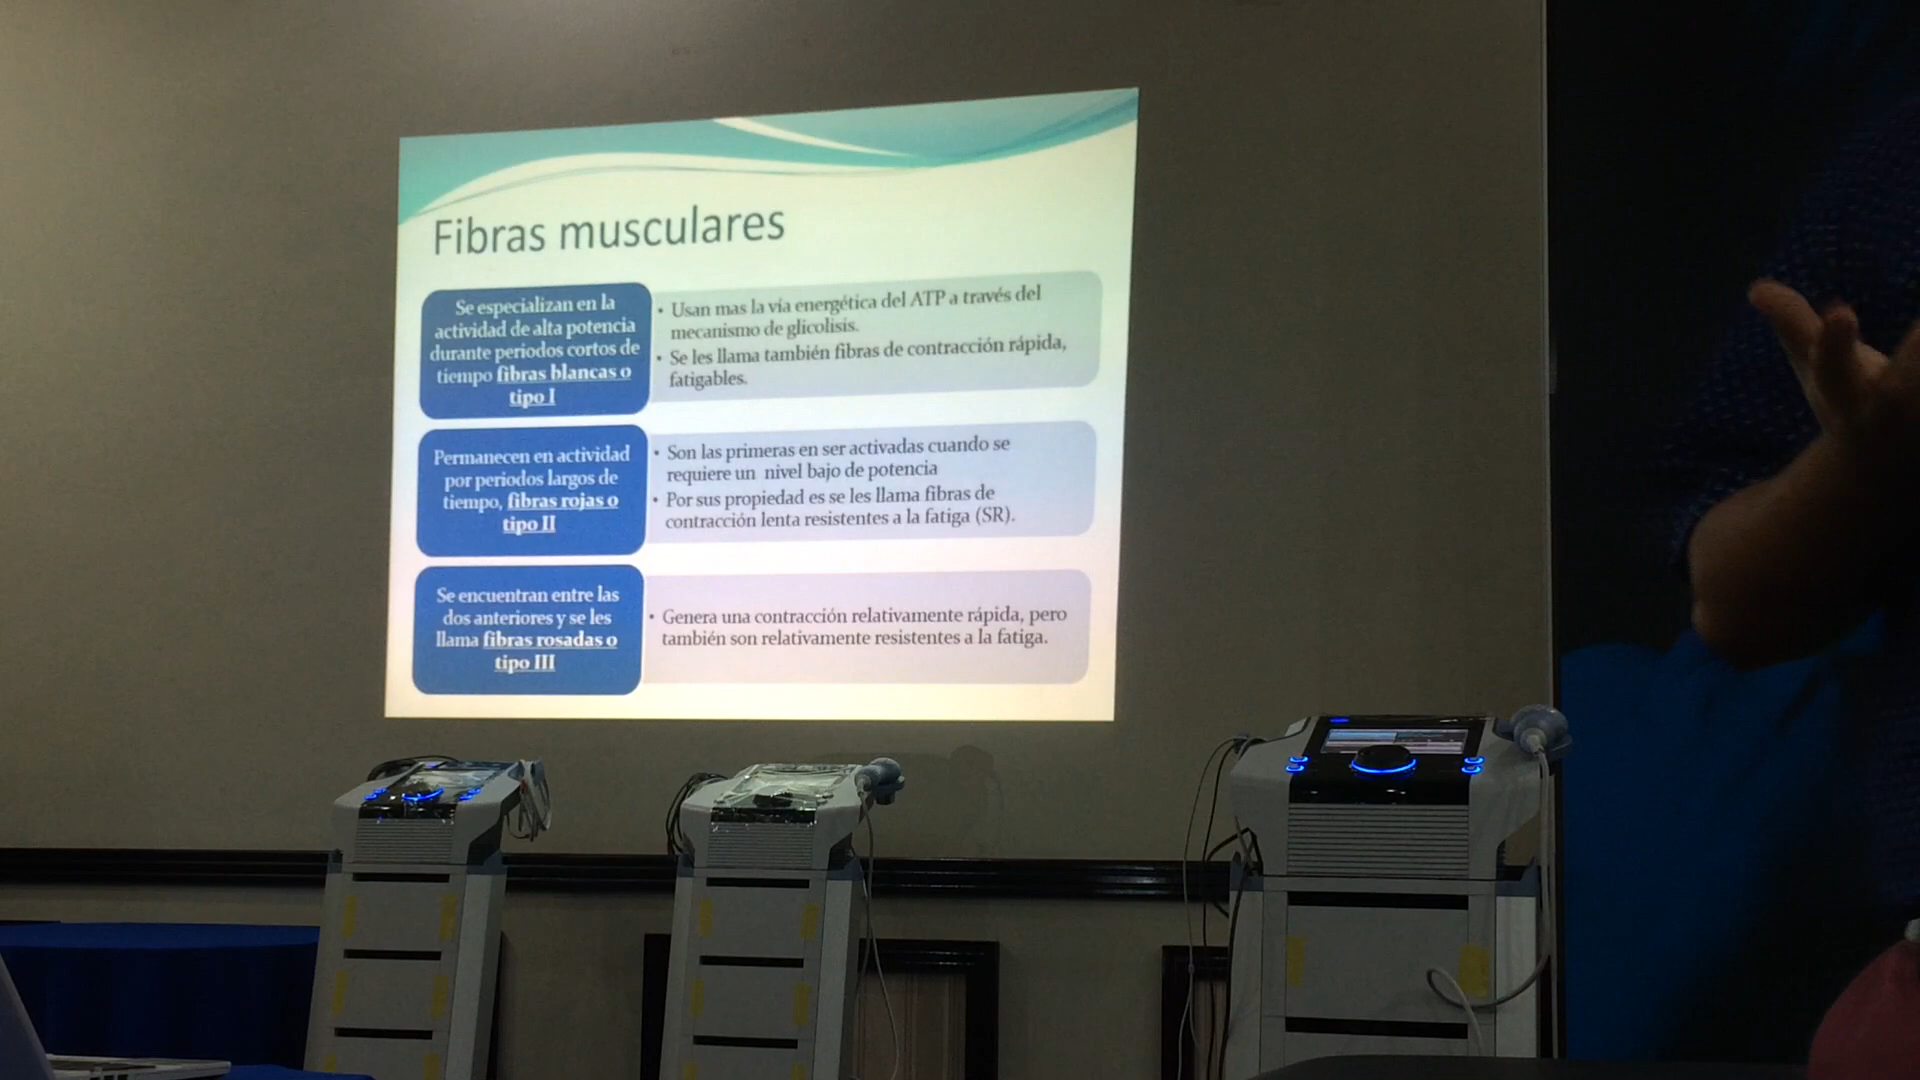 Fibras musculares
Se especializan en la
actividad de alta potencia
durante periodos cortos de
tiempo fibras blancas o
tipo I
• Usan mas la vía energética del ATP a través del
mecanismo de glicolisis.
• Se les llama también fibras de contracción rápida,
fatigables.
Permanecen en actividad
por periodos largos de
tiempo, fibras rojas o
tipo II
• Son las primeras en ser activadas cuando se
requiere un nivel bajo de potencia
• Por sus propiedad es se les llama fibras de
contracción lenta resistentes a la fatiga (SR).
Se encuentran entre las
dos anteriores y se les
llama fibras rosadas o
tipo III
• Genera una contracción relativamente rápida, pero
también son relativamente resistentes a la fatiga.